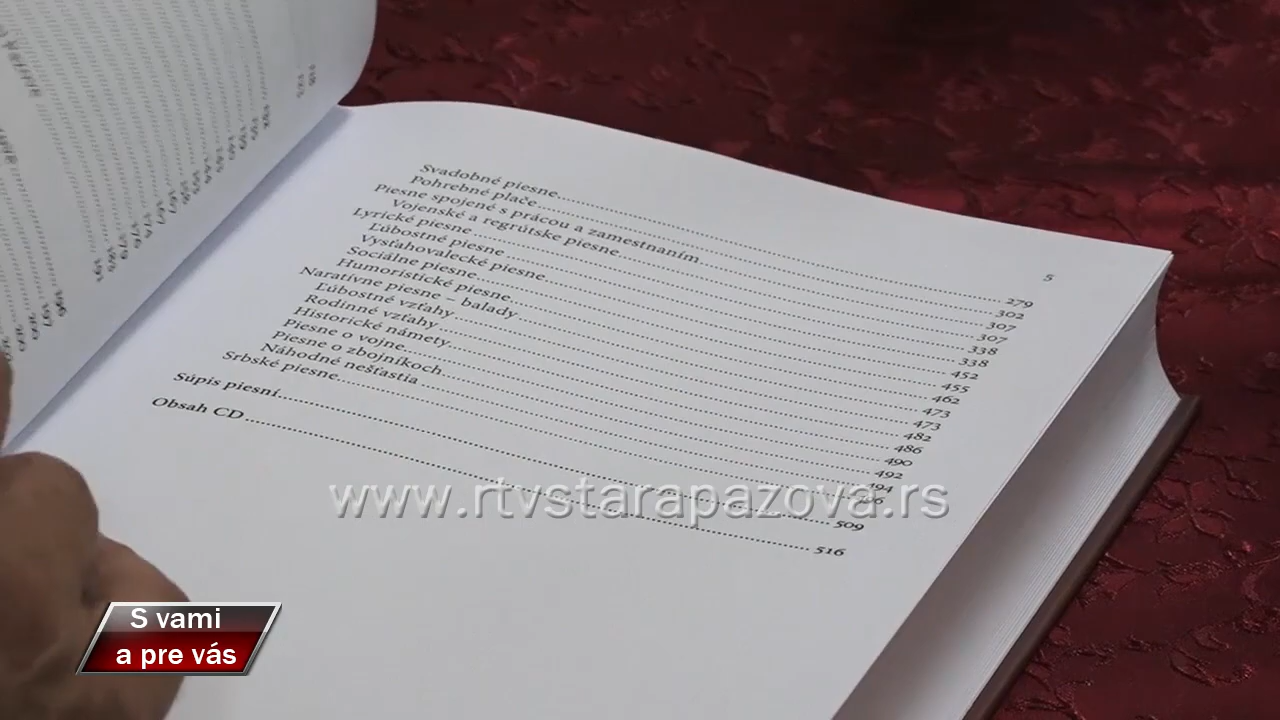 5
Svadobné piesne........ 279
Pohrebné plače........ 302
Piesne spojené s prácou a zamestnaním........ 307
Vojenské a regrútske piesne........ 307
Lyrické piesne........ 338
Ľúbostné piesne........ 338
Vysťahovalecké piesne........ 452
Sociálne piesne........ 455
Humoristické piesne........ 462
Naratívne piesne – balady........ 473
Ľúbostné vzťahy........ 473
Rodinné vzťahy........ 482
Historické námety........ 486
Piesne o vojne........ 490
Piesne o zbojníkoch........ 492
Náhodné nešťastia........ 494
Srbské piesne........
Súpis piesní........ 509
Obsah CD........ 516
www.rtvstarapazova.rs
S vami
a pre vás